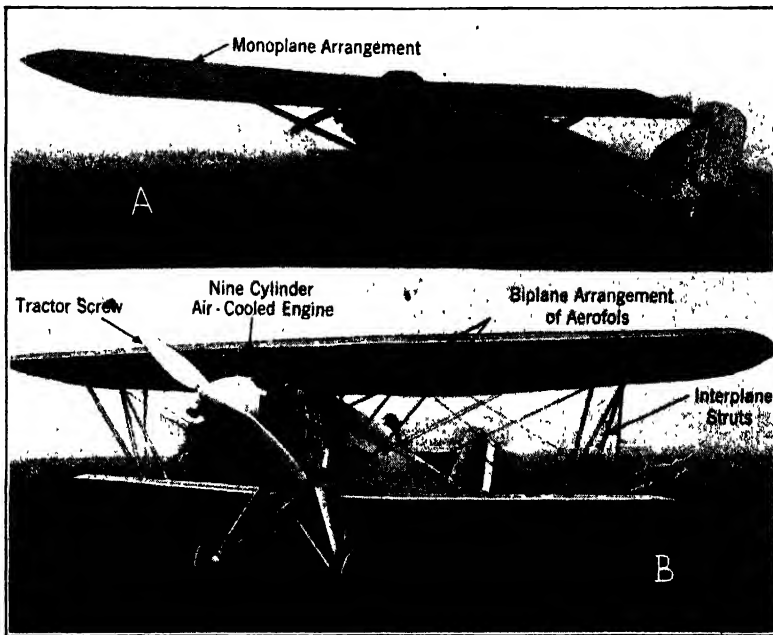 Monoplane Arrangement
A
Nine Cylinder
Air-Cooled Engine
Tractor Screw
Biplane Arrangement
of Aerofols
Interplane
Struts
B